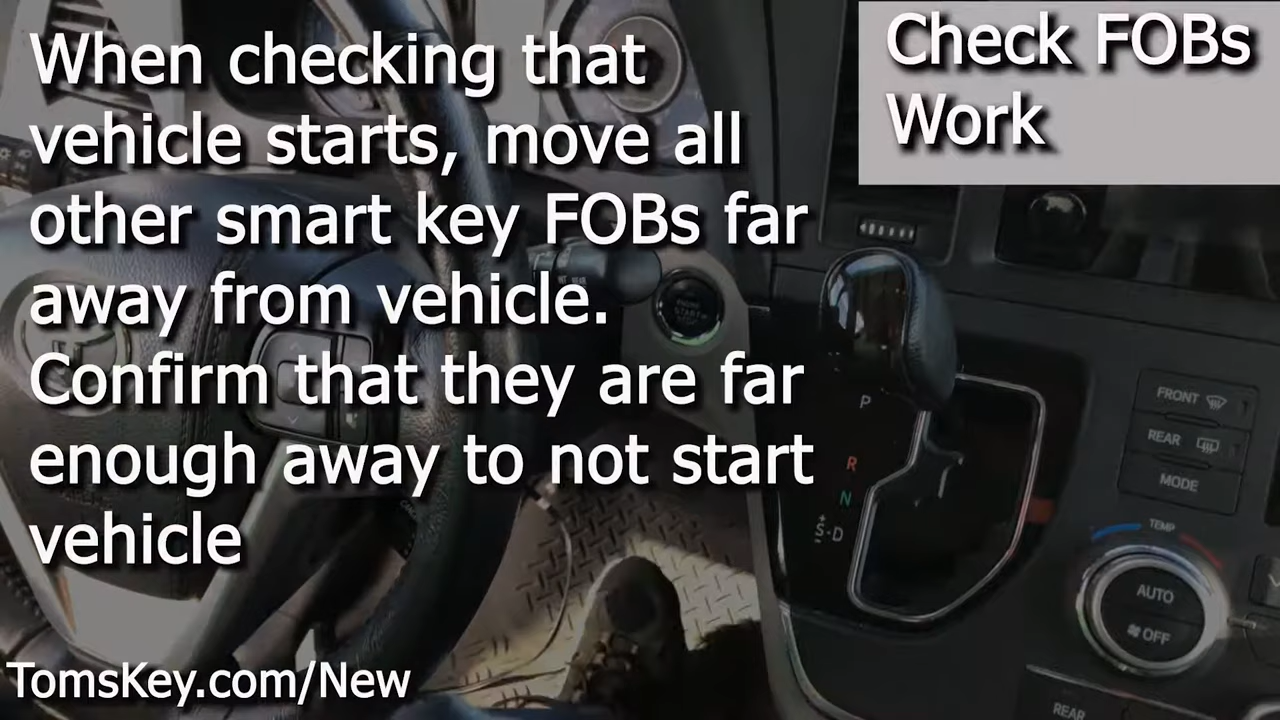 When checking that
vehicle starts, move all
other smart key FOBs far
away from vehicle.
Confirm that they are far
enough away to not start
vehicle
Check FOBs
Work
P
R
N
S-D
FRONT
REAR
MODE
TEMP
AUTO
OFF
REAR
TomsKey.com/New